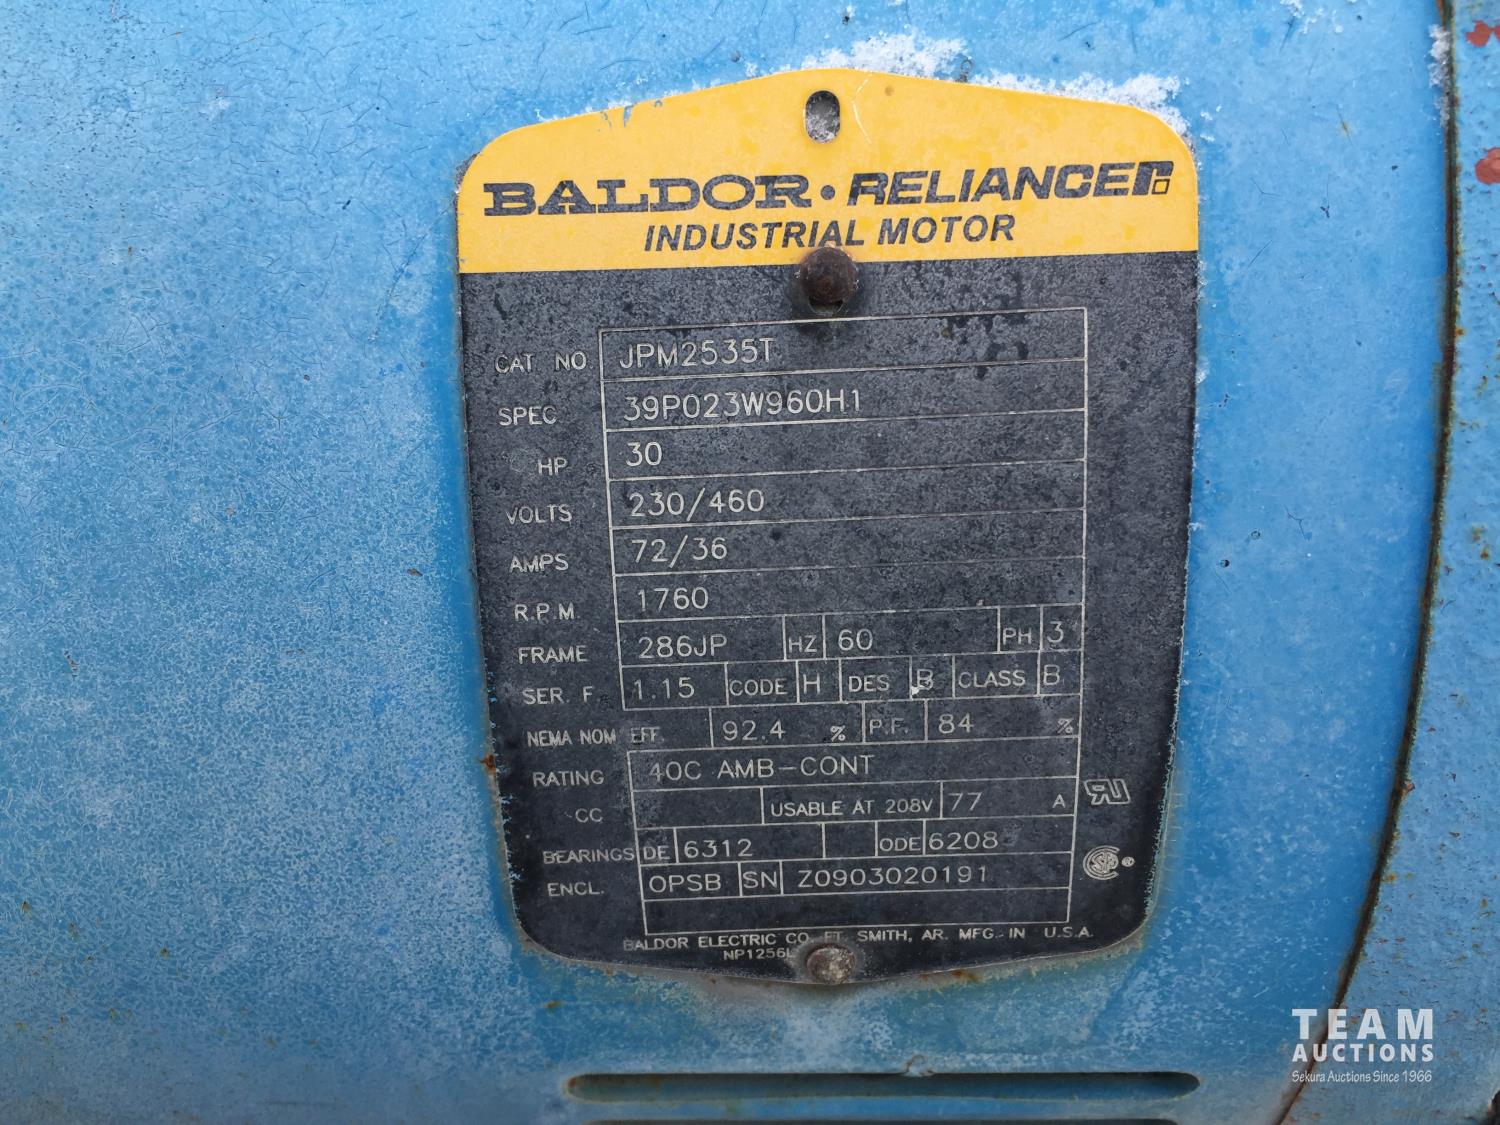 BALDOR • RELIANCER
INDUSTRIAL MOTOR
CAT NO JPM2535T
SPEC 39P023W960H1
HP 30
VOLTS 230/460
AMPS 72/36
R.P.M. 1760
FRAME 286JP HZ 60 PH 3
SER. F 1.15 CODE H DES B CLASS B
NEMA NOM EFF. 92.4 % P.F. 84 %
RATING 40C AMB-CONT
CC USABLE AT 208V 77 A
BEARINGS DE 6312 ODE 6208
ENCL. OPSB SN Z0903020191
BALDOR ELECTRIC CO. FT. SMITH, AR. MFG. IN U.S.A.
NP1256L
TEAM
AUCTIONS
Sekura Auctions Since 1966